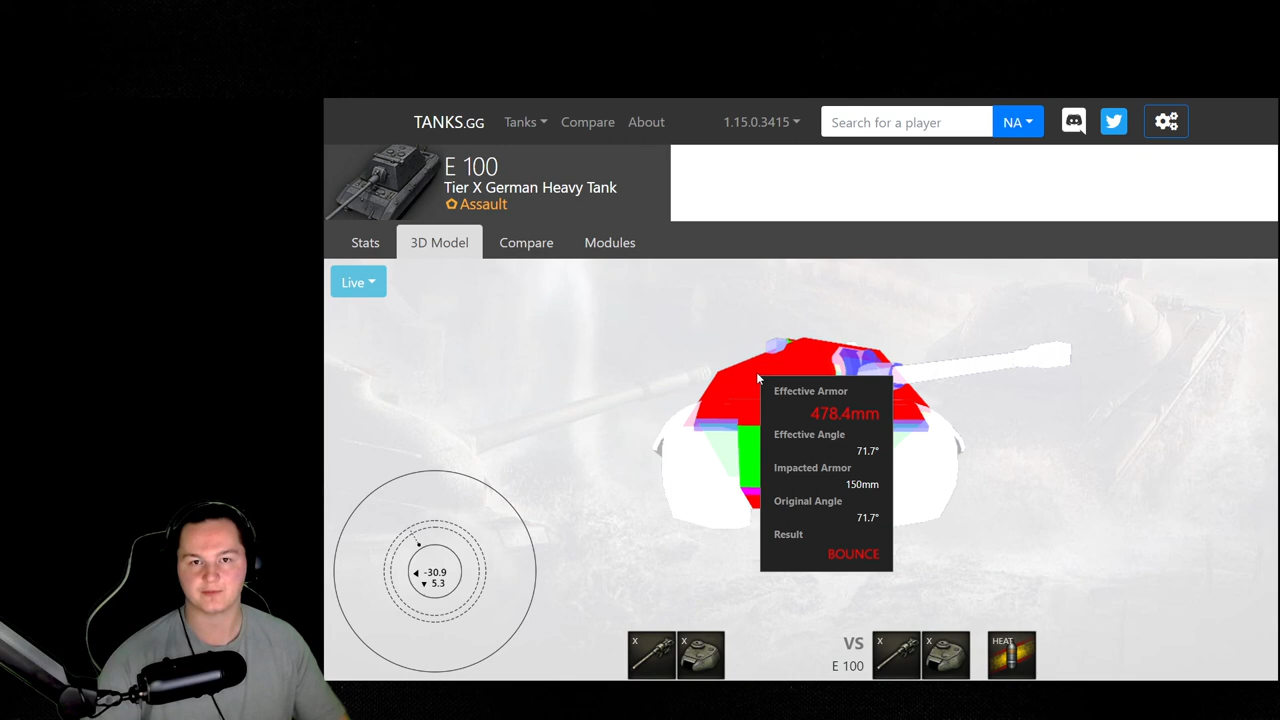 TANKS.GG Tanks Compare About 1.15.0.3415 Search for a player NA
E 100
Tier X German Heavy Tank
Assault
Stats 3D Model Compare Modules
Live
Effective Armor
478.4mm
Effective Angle
71.7°
Impacted Armor
150mm
Original Angle
71.7°
Result
BOUNCE
-30.9
5.3
X X VS X X HEAT
E 100